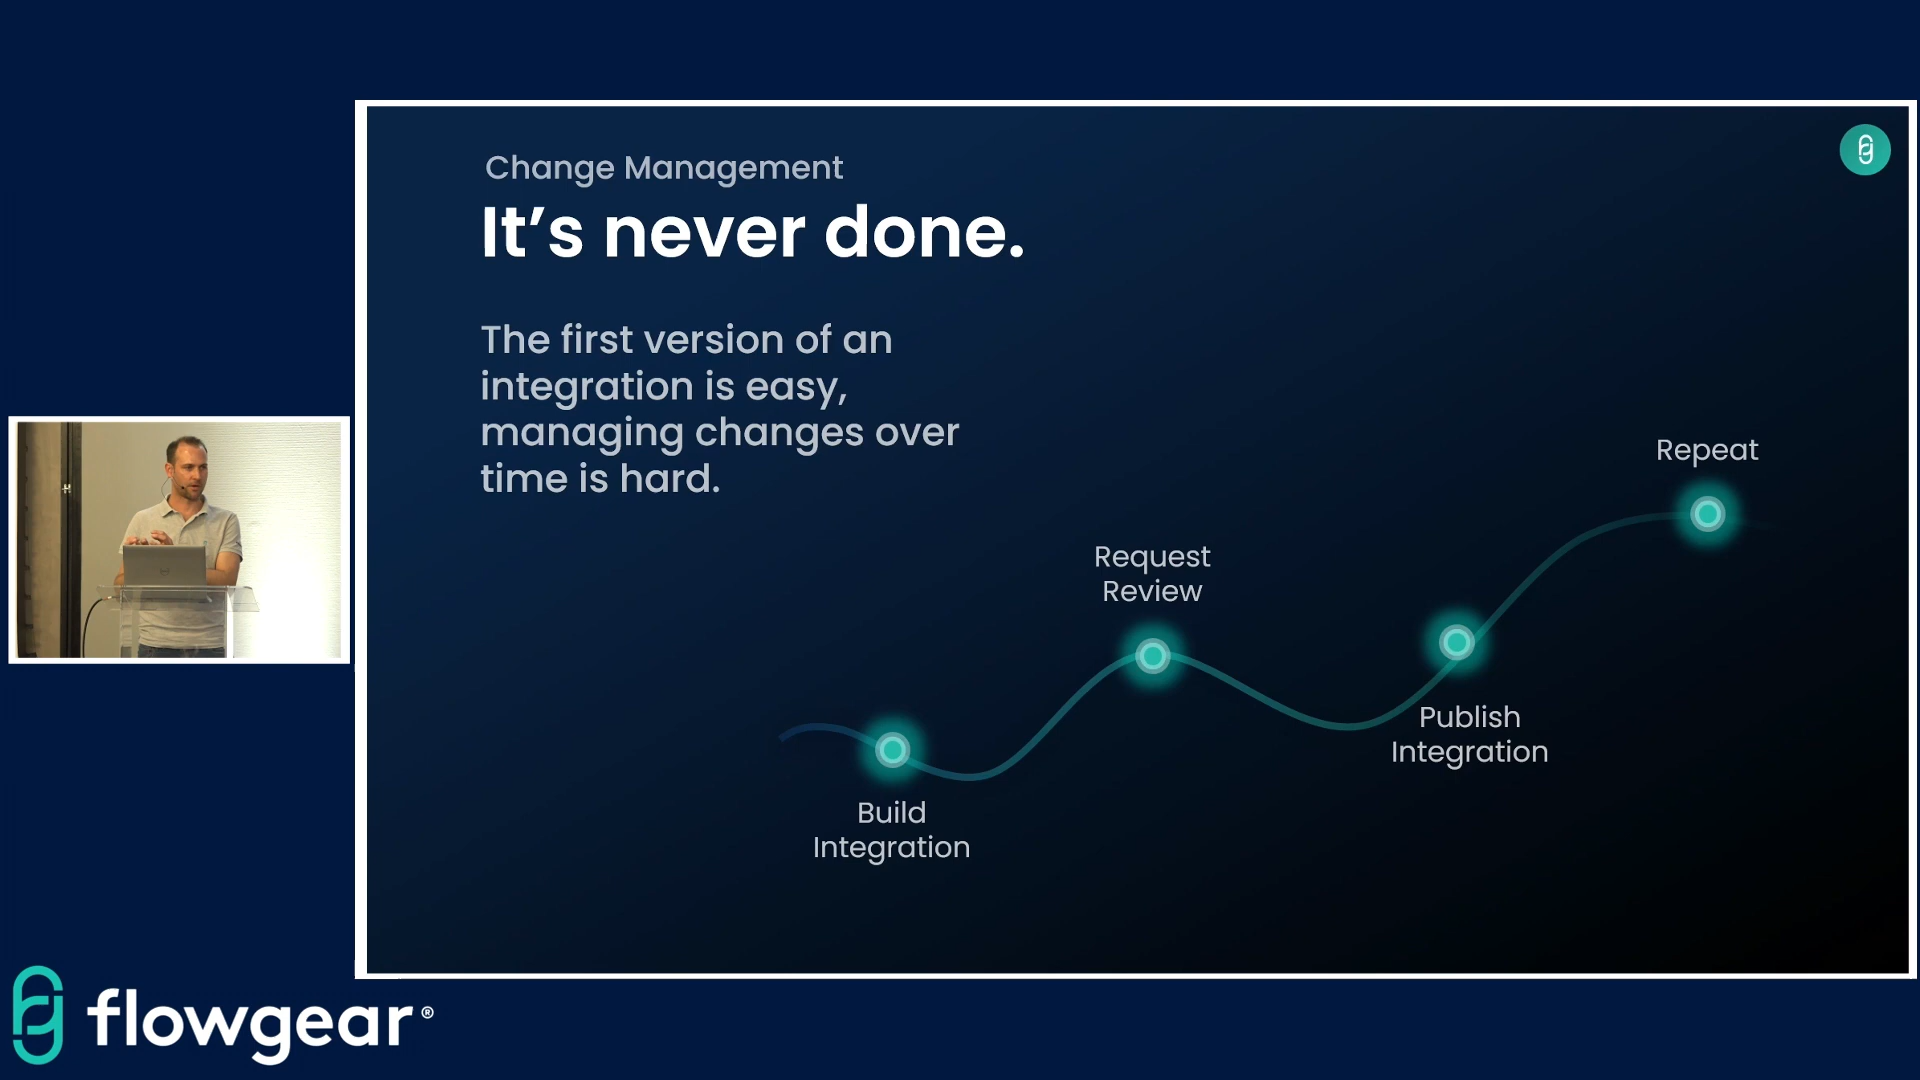 Change Management
It’s never done.
The first version of an
integration is easy,
managing changes over
time is hard.
Repeat
Request
Review
Publish
Integration
Build
Integration
flowgear®